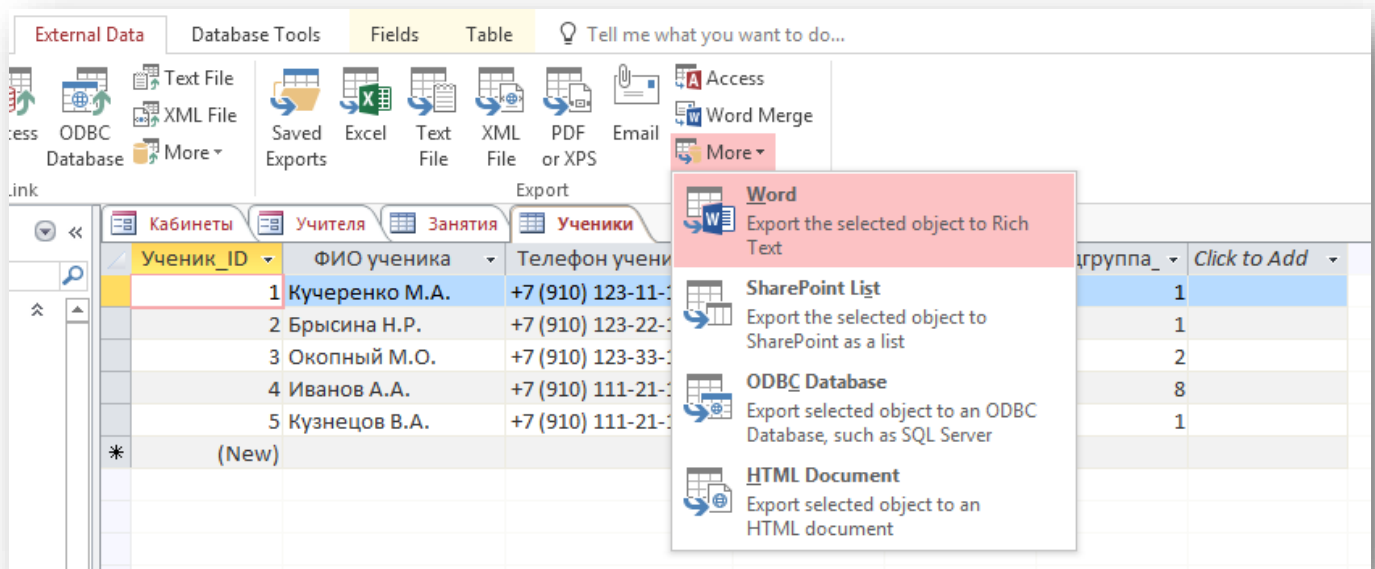 External Data Database Tools Fields Table Tell me what you want to do...
Text File
XML File
More
ODBC
Database
Saved
Exports
Excel
Text
File
XML
File
PDF
or XPS
Email
Access
Word Merge
More
Export
Word
Export the selected object to Rich
Text
SharePoint List
Export the selected object to
SharePoint as a list
ODBC Database
Export selected object to an ODBC
Database, such as SQL Server
HTML Document
Export selected object to an
HTML document
Кабинеты Учителя Занятия Ученики
Ученик_ID ФИО ученика Телефон учени дгруппа_ Click to Add
1 Кучеренко М.А. +7 (910) 123-11-1 1
2 Брысина Н.Р. +7 (910) 123-22-1 1
3 Окопный М.О. +7 (910) 123-33-1 2
4 Иванов А.А. +7 (910) 111-21-1 8
5 Кузнецов В.А. +7 (910) 111-21-1 1
(New)